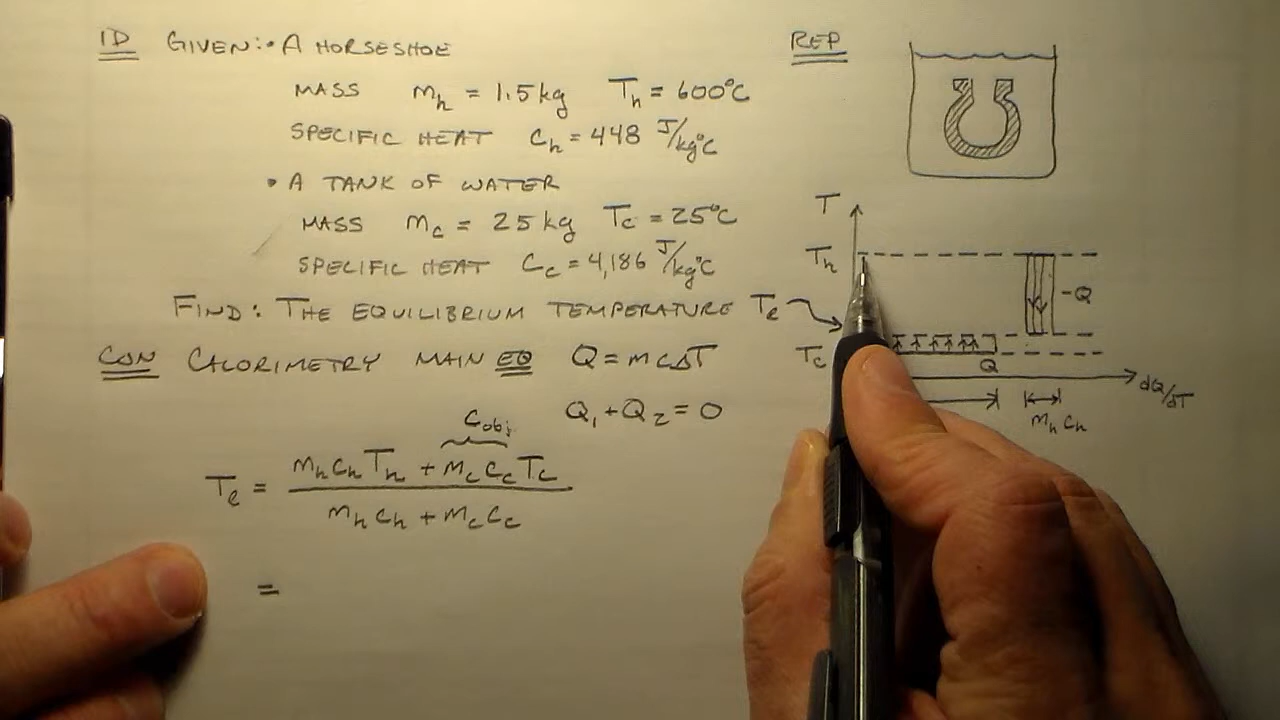 ID GIVEN: • A HORSESHOE
MASS m_h = 1.5 kg T_h = 600°C
SPECIFIC HEAT C_h = 448 J/kg°C
• A TANK OF WATER
MASS m_c = 25 kg T_c = 25°C
SPECIFIC HEAT C_c = 4,186 J/kg°C
FIND: THE EQUILIBRIUM TEMPERATURE T_e
CON CALORIMETRY MAIN EQ Q = mcΔT
Q_1 + Q_2 = 0
C_obj
T_e = (m_h c_h T_h + m_c c_c T_c) / (m_h c_h + m_c c_c)
=
REP
T
T_h
-Q
T_c
Q
dQ/dT
m_h c_h